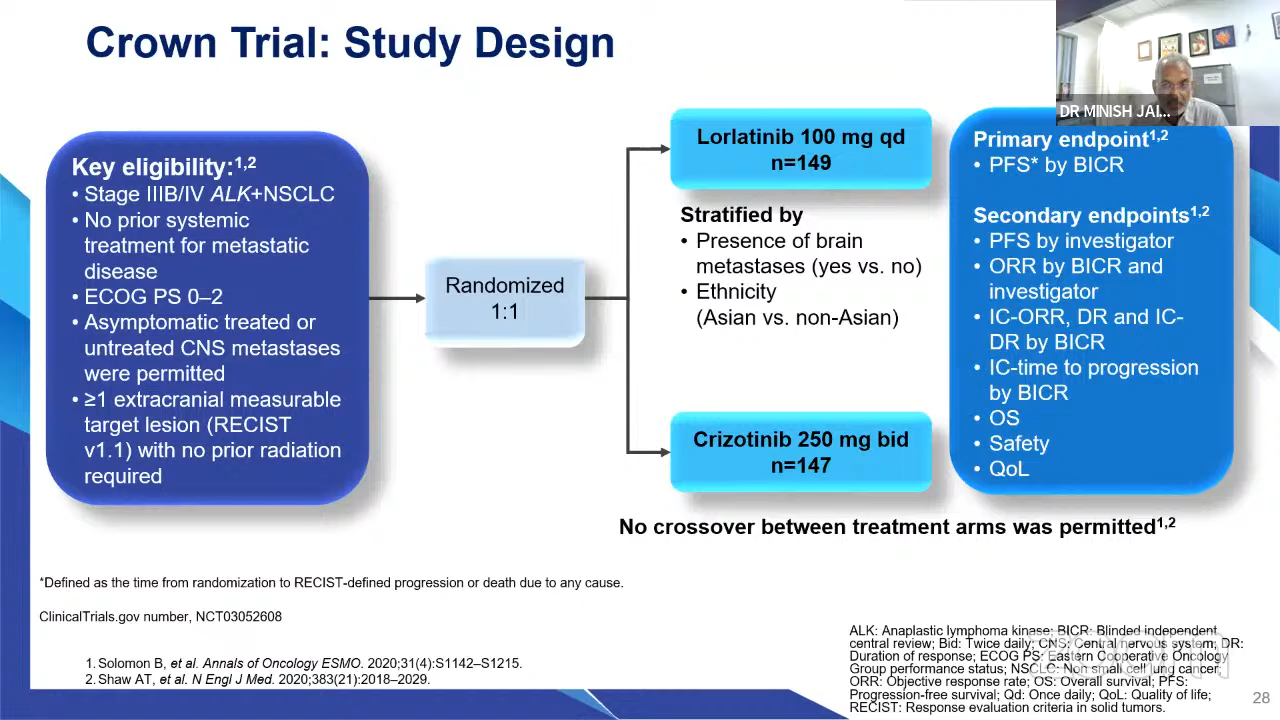 Crown Trial: Study Design
DR MINISH JAI...
Key eligibility:1,2
• Stage IIIB/IV ALK+NSCLC
• No prior systemic
treatment for metastatic
disease
• ECOG PS 0–2
• Asymptomatic treated or
untreated CNS metastases
were permitted
• ≥1 extracranial measurable
target lesion (RECIST
v1.1) with no prior radiation
required
Randomized
1:1
Lorlatinib 100 mg qd
n=149
Stratified by
• Presence of brain
metastases (yes vs. no)
• Ethnicity
(Asian vs. non-Asian)
Crizotinib 250 mg bid
n=147
Primary endpoint1,2
• PFS* by BICR
Secondary endpoints1,2
• PFS by investigator
• ORR by BICR and
investigator
• IC-ORR, DR and IC-
DR by BICR
• IC-time to progression
by BICR
• OS
• Safety
• QoL
No crossover between treatment arms was permitted1,2
*Defined as the time from randomization to RECIST-defined progression or death due to any cause.
ClinicalTrials.gov number, NCT03052608
1. Solomon B, et al. Annals of Oncology ESMO. 2020;31(4):S1142–S1215.
2. Shaw AT, et al. N Engl J Med. 2020;383(21):2018–2029.
ALK: Anaplastic lymphoma kinase; BICR: Blinded independent
central review; Bid: Twice daily; CNS: Central nervous system; DR:
Duration of response; ECOG PS: Eastern Cooperative Oncology
Group performance status; NSCLC: Non small cell lung cancer;
ORR: Objective response rate; OS: Overall survival; PFS:
Progression-free survival; Qd: Once daily; QoL: Quality of life;
RECIST: Response evaluation criteria in solid tumors.
28